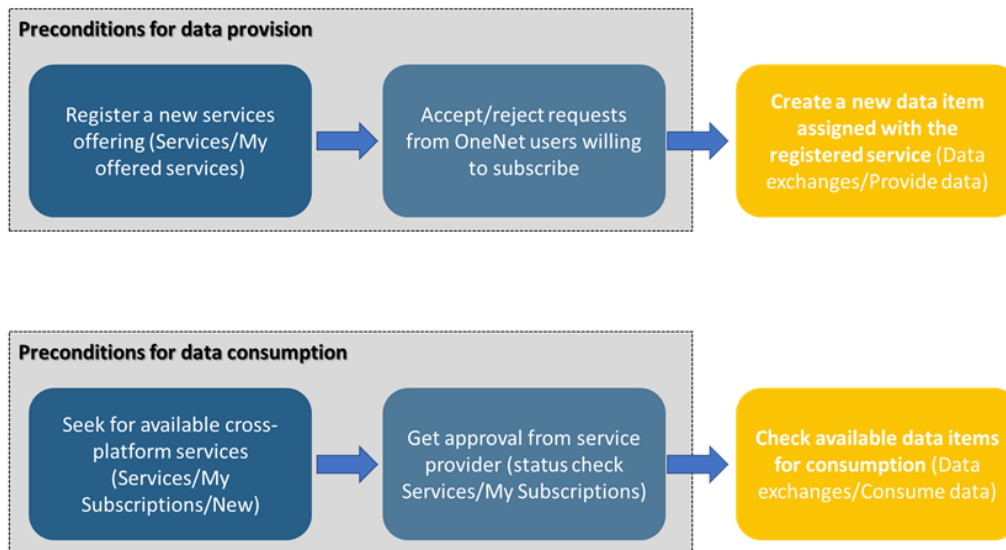 Preconditions for data provision
Register a new services
offering (Services/My
offered services)
Accept/reject requests
from OneNet users willing
to subscribe
Create a new data item
assigned with the
registered service (Data
exchanges/Provide data)
Preconditions for data consumption
Seek for available cross-
platform services
(Services/My
Subscriptions/New)
Get approval from service
provider (status check
Services/My Subscriptions)
Check available data items
for consumption (Data
exchanges/Consume data)